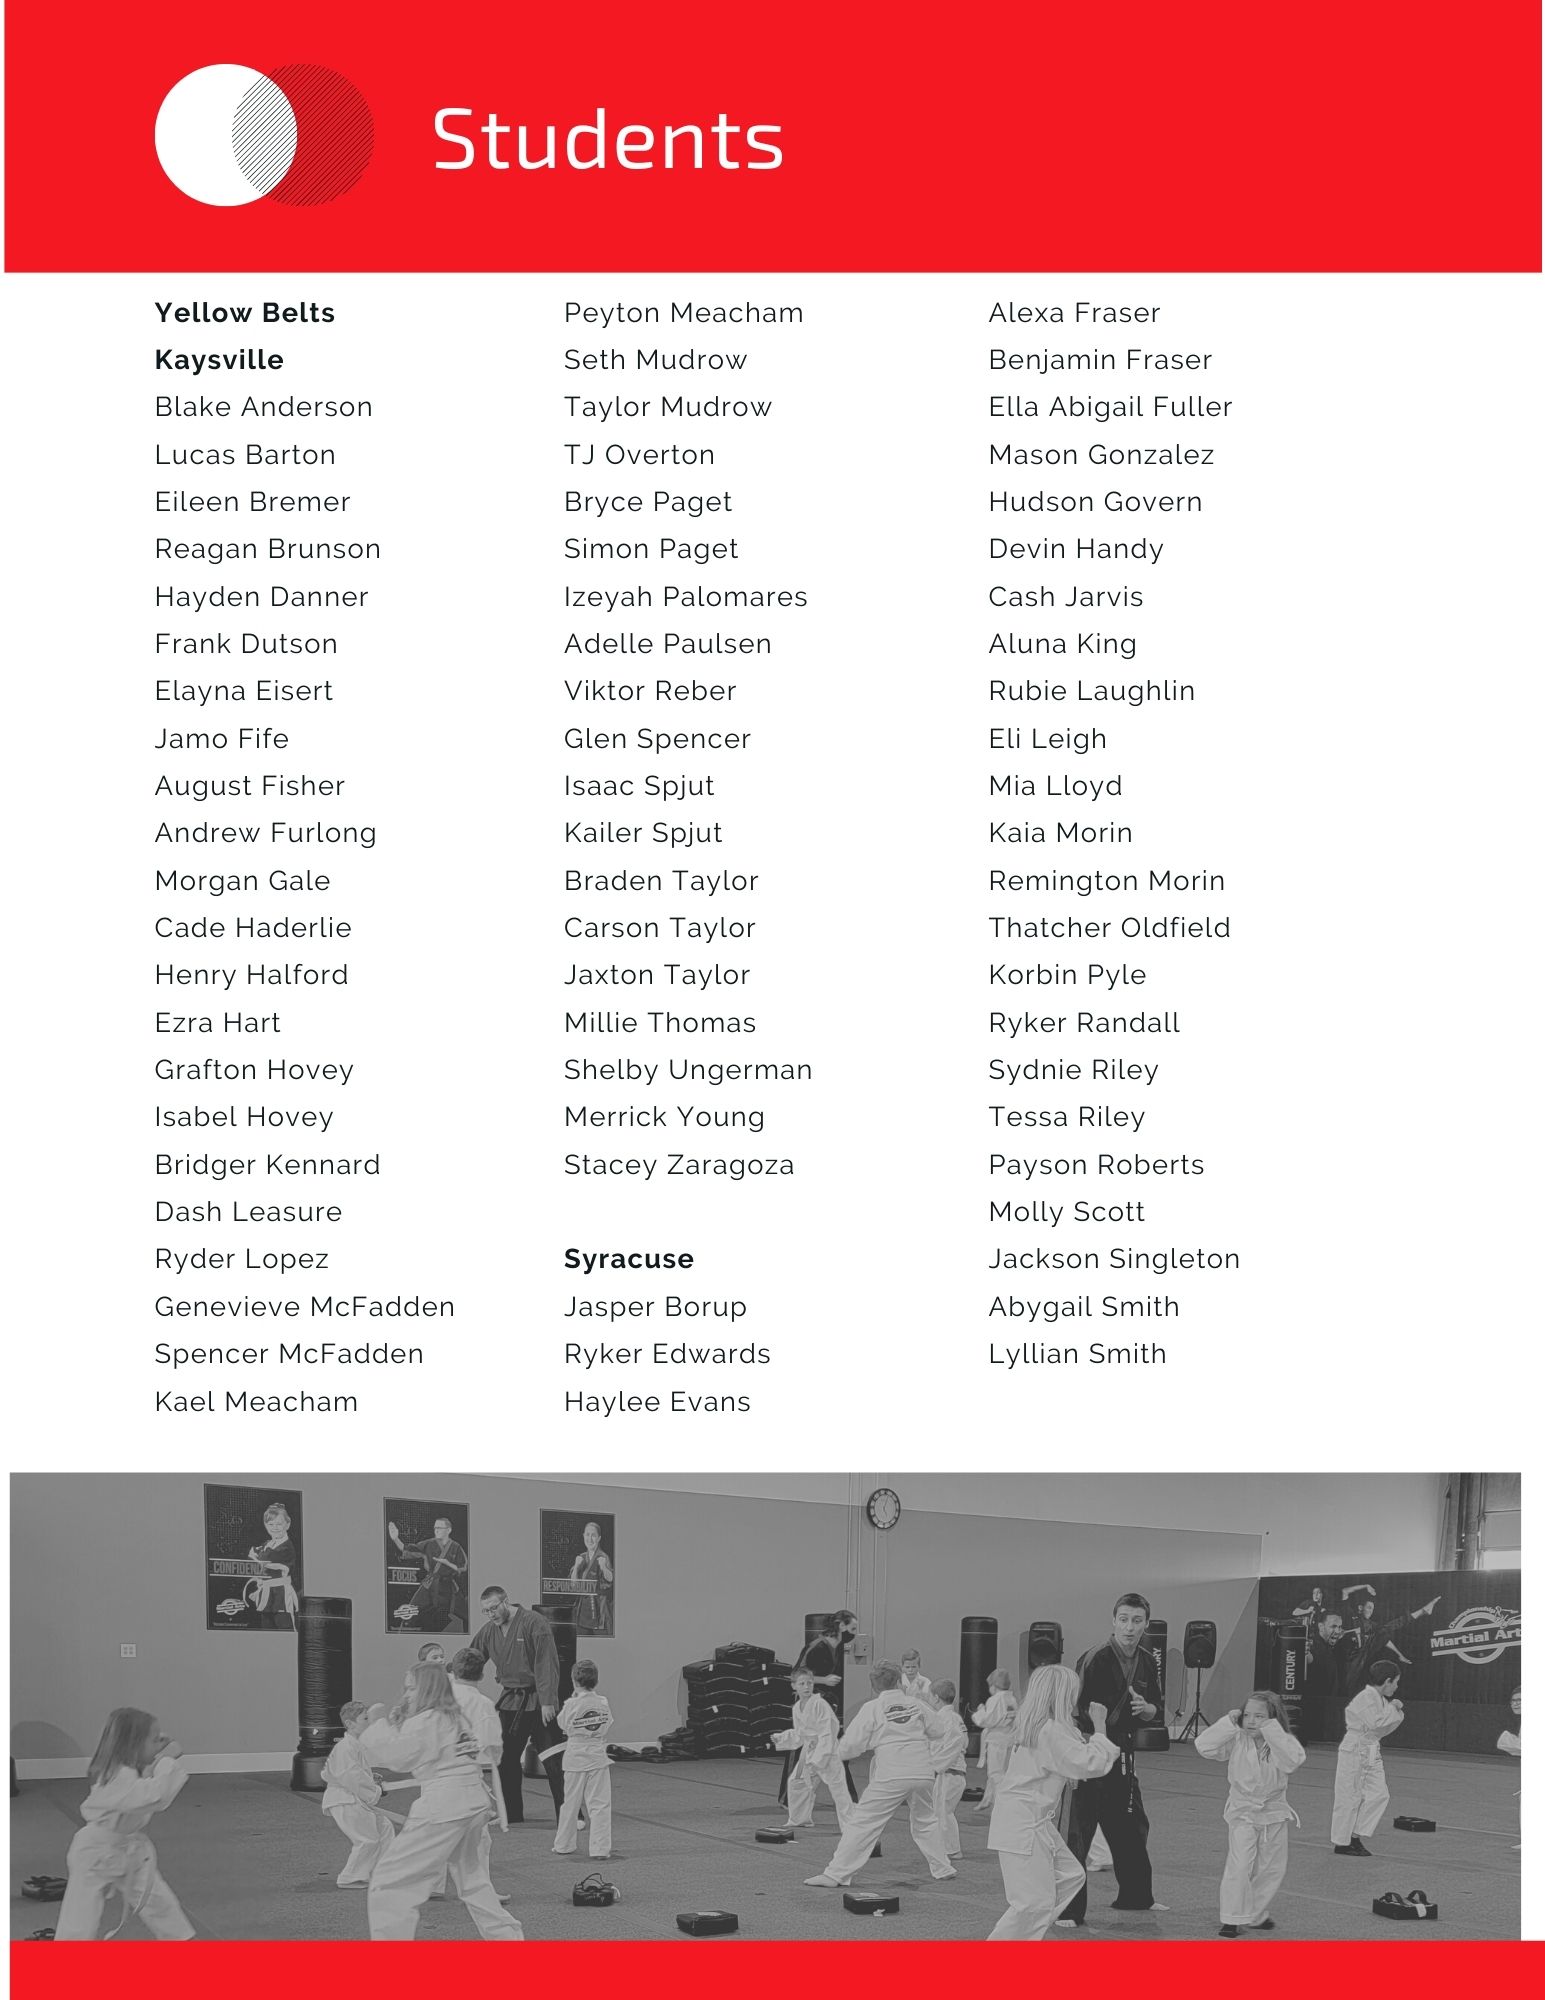 Students
Yellow Belts
Kaysville
Blake Anderson
Lucas Barton
Eileen Bremer
Reagan Brunson
Hayden Danner
Frank Dutson
Elayna Eisert
Jamo Fife
August Fisher
Andrew Furlong
Morgan Gale
Cade Haderlie
Henry Halford
Ezra Hart
Grafton Hovey
Isabel Hovey
Bridger Kennard
Dash Leasure
Ryder Lopez
Genevieve McFadden
Spencer McFadden
Kael Meacham
Peyton Meacham
Seth Mudrow
Taylor Mudrow
TJ Overton
Bryce Paget
Simon Paget
Izeyah Palomares
Adelle Paulsen
Viktor Reber
Glen Spencer
Isaac Spjut
Kailer Spjut
Braden Taylor
Carson Taylor
Jaxton Taylor
Millie Thomas
Shelby Ungerman
Merrick Young
Stacey Zaragoza
Syracuse
Jasper Borup
Ryker Edwards
Haylee Evans
Alexa Fraser
Benjamin Fraser
Ella Abigail Fuller
Mason Gonzalez
Hudson Govern
Devin Handy
Cash Jarvis
Aluna King
Rubie Laughlin
Eli Leigh
Mia Lloyd
Kaia Morin
Remington Morin
Thatcher Oldfield
Korbin Pyle
Ryker Randall
Sydnie Riley
Tessa Riley
Payson Roberts
Molly Scott
Jackson Singleton
Abygail Smith
Lyllian Smith
CONFIDENCE
FOCUS
RESPONSIBILITY
Martial Arts
CENTURY
Martial Art